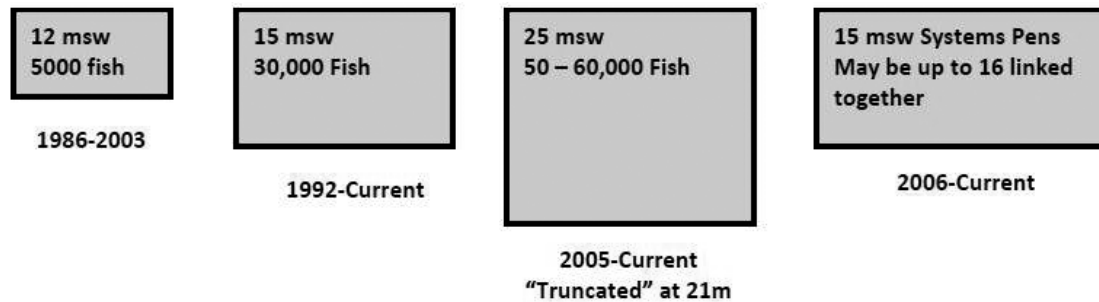 12 msw
5000 fish
1986-2003
15 msw
30,000 Fish
1992-Current
25 msw
50 – 60,000 Fish
2005-Current
“Truncated” at 21m
15 msw Systems Pens
May be up to 16 linked
together
2006-Current